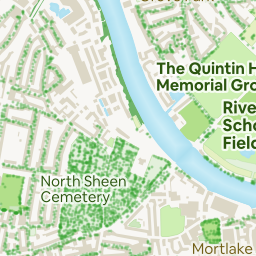 The Quintin H
Memorial Gro
Rive
Scho
Field
North Sheen
Cemetery
Mortlake